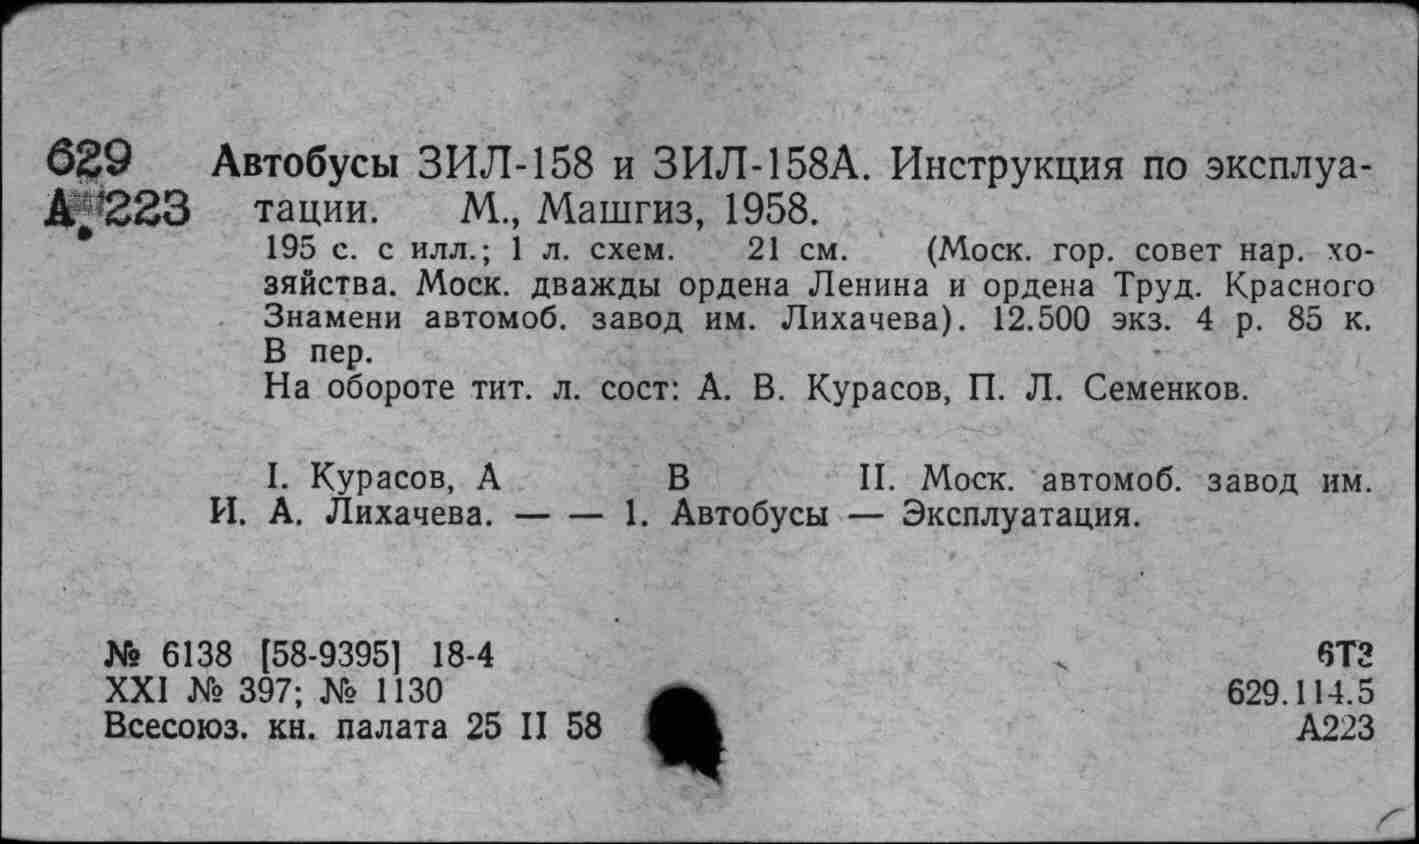 629 Автобусы ЗИЛ-158 и ЗИЛ-158А. Инструкция по эксплуа-
А. 223 тации. М., Машгиз, 1958.
195 с. с илл.; 1 л. схем. 21 см. (Моск. гор. совет нар. хо-
зяйства. Моск. дважды ордена Ленина и ордена Труд. Красного
Знамени автомоб. завод им. Лихачева). 12.500 экз. 4 р. 85 к.
В пер.
На обороте тит. л. сост: А. В. Курасов, П. Л. Семенков.
I. Курасов, А В II. Моск. автомоб. завод им.
И. А. Лихачева. — — 1. Автобусы — Эксплуатация.
№ 6138 [58-9395] 18-4 6Т2
XXI № 397; № 1130 629.114.5
Всесоюз. кн. палата 25 II 58 А223